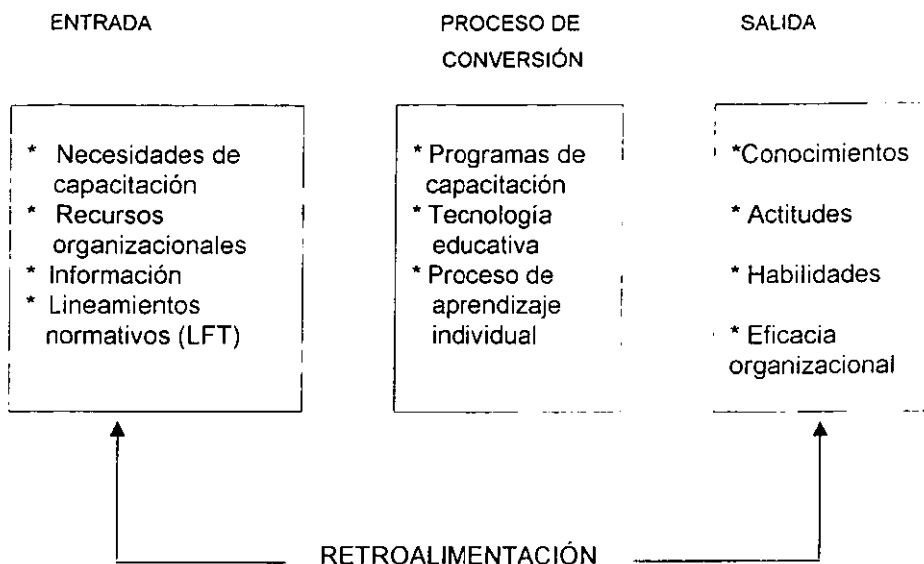 ENTRADA
PROCESO DE
CONVERSIÓN
SALIDA
* Necesidades de
capacitación
* Recursos
organizacionales
* Información
* Lineamientos
normativos (LFT)
* Programas de
capacitación
* Tecnología
educativa
* Proceso de
aprendizaje
individual
*Conocimientos
* Actitudes
* Habilidades
* Eficacia
organizacional
RETROALIMENTACIÓN